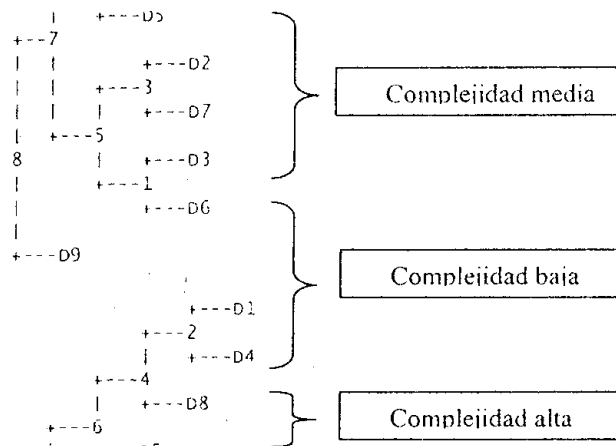 |   +---D5
+---7
|   |       +---D2
|   |   +---3
|   |   |   +---D7
|   +---5
8       |   +---D3
|       +---1
|           +---D6
+---D9
+---D1
+---2
|   +---D4
+---4
|   +---D8
+---6
Complejidad media
Complejidad baja
Complejidad alta